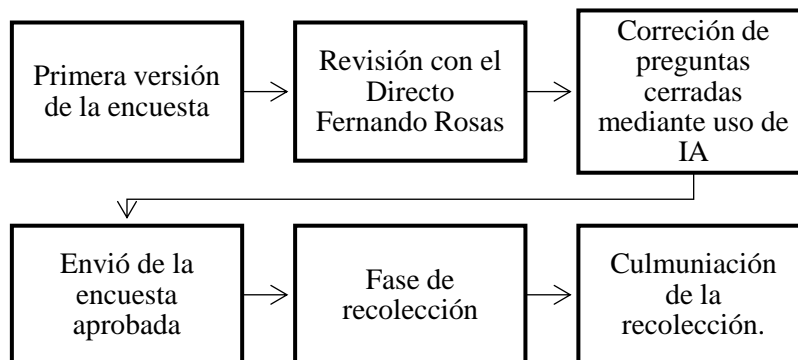 Primera versión
de la encuesta
Revisión con el
Directo
Fernando Rosas
Correción de
preguntas
cerradas
mediante uso de
IA
Envió de la
encuesta
aprobada
Fase de
recolección
Culmuniación
de la
recolección.